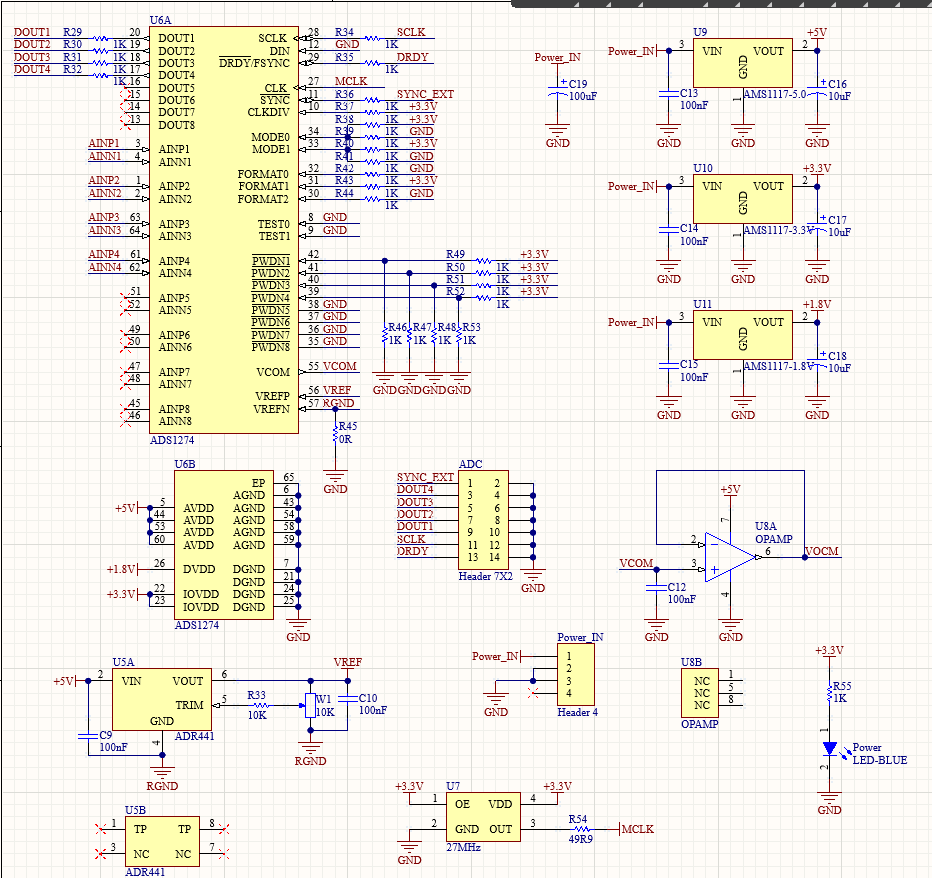 U6A
DOUT1 R29 20 DOUT1 SCLK 28 R34 SCLK
DOUT2 R30 1K 19 DOUT2 DIN 12 GND 1K
DOUT3 R31 1K 18 DOUT3 DRDY/FSYNC 29 R35 DRDY
DOUT4 R32 1K 17 DOUT4 1K
1K 16 DOUT5 CLK 27 MCLK
15 DOUT6 SYNC 11 R36 SYNC_EXT
14 DOUT7 CLKDIV 10 R37 1K +3.3V
13 DOUT8 R38 1K +3.3V
MODE0 34 R39 1K GND
AINP1 3 AINP1 MODE1 33 R40 1K +3.3V
AINN1 4 AINN1 R41 1K GND
FORMAT0 32 R42 1K GND
AINP2 1 AINP2 FORMAT1 31 R43 1K +3.3V
AINN2 2 AINN2 FORMAT2 30 R44 1K GND
1K
AINP3 63 AINP3 TEST0 8 GND
AINN3 64 AINN3 TEST1 9 GND
AINP4 61 AINP4 PWDN1 42 R49 +3.3V
AINN4 62 AINN4 PWDN2 41 R50 1K +3.3V
PWDN3 40 R51 1K +3.3V
51 AINP5 PWDN4 39 R52 1K +3.3V
52 AINN5 PWDN5 38 GND 1K
PWDN6 37 GND
49 AINP6 PWDN7 36 GND
50 AINN6 PWDN8 35 GND
R46 R47 R48 R53
1K 1K 1K 1K
GND GND GND GND
47 AINP7 VCOM 55 VCOM
48 AINN7
VREFP 56 VREF
45 AINP8 VREFN 57 RGND
46 AINN8
ADS1274
R45
0R
GND
Power_IN
C19
100uF
GND
U9
+5V
Power_IN 3 VIN VOUT 2
GND
1
AMS1117-5.0
C13
100nF
C16
10uF
GND GND GND
U10
+3.3V
Power_IN 3 VIN VOUT 2
GND
1
AMS1117-3.3V
C14
100nF
C17
10uF
GND GND GND
U11
+1.8V
Power_IN 3 VIN VOUT 2
GND
1
AMS1117-1.8V
C15
100nF
C18
10uF
GND GND GND
U6B
EP 65
AGND 6
+5V 5 AVDD AGND 43
44 AVDD AGND 54
53 AVDD AGND 58
60 AVDD AGND 59
+1.8V 26 DVDD DGND 7
DGND 21
+3.3V 22 IOVDD DGND 24
23 IOVDD DGND 25
ADS1274
GND
ADC
SYNC_EXT 1 2
DOUT4 3 4
DOUT3 5 6
DOUT2 7 8
DOUT1 9 10
SCLK 11 12
DRDY 13 14
Header 7X2
GND
+5V
7
U8A
OPAMP
2
6 VOCM
VCOM 3
4
C12
100nF
GND GND
U5A
+5V 2 VIN VOUT 6 VREF
TRIM 5 R33
10K
W1
10K
C10
100nF
GND
4
ADR441
C9
100nF
RGND
RGND
Power_IN
Power_IN 1
2
3
4
Header 4
GND
U8B
NC 1
NC 5
NC 8
OPAMP
+3.3V
R55
1K
1
Power
LED-BLUE
2
GND
U5B
1 TP TP 8
3 NC NC 7
ADR441
U7
+3.3V 1 OE VDD 4 +3.3V
2 GND OUT 3 R54 MCLK
49R9
27MHz
GND